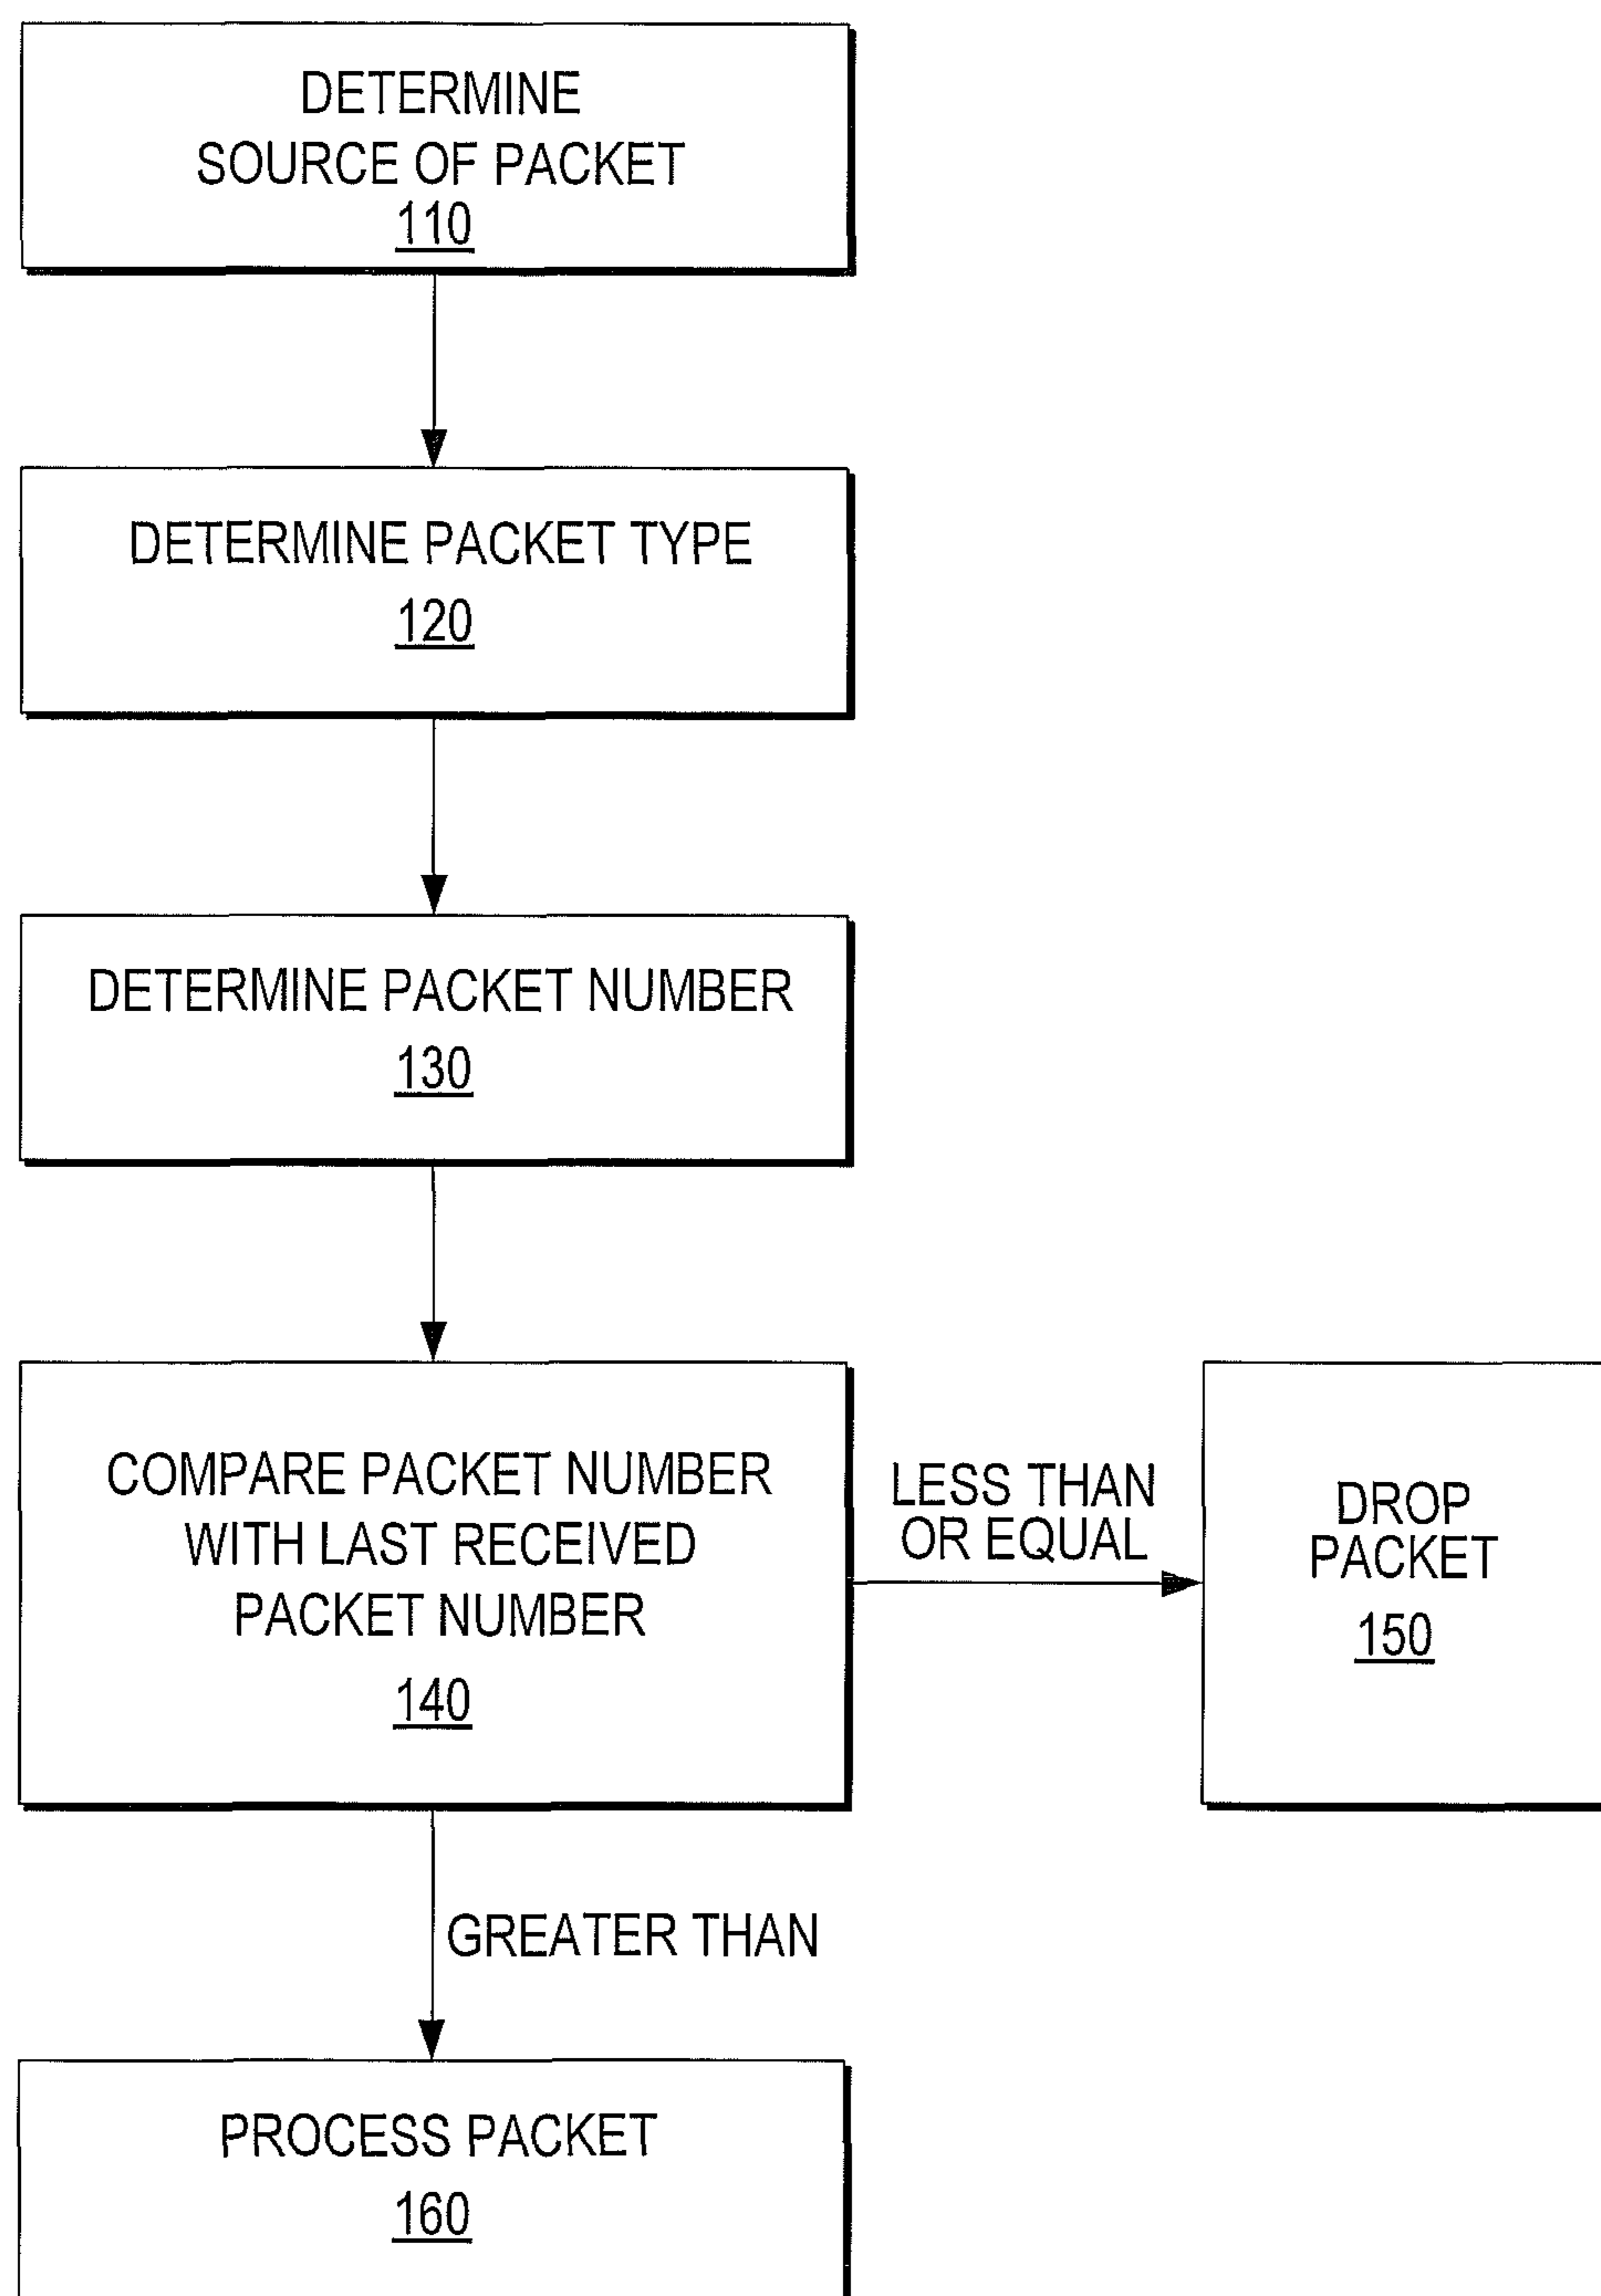 DETERMINE
SOURCE OF PACKET
110
DETERMINE PACKET TYPE
120
DETERMINE PACKET NUMBER
130
COMPARE PACKET NUMBER
WITH LAST RECEIVED
PACKET NUMBER
140
LESS THAN
OR EQUAL
DROP
PACKET
150
GREATER THAN
PROCESS PACKET
160